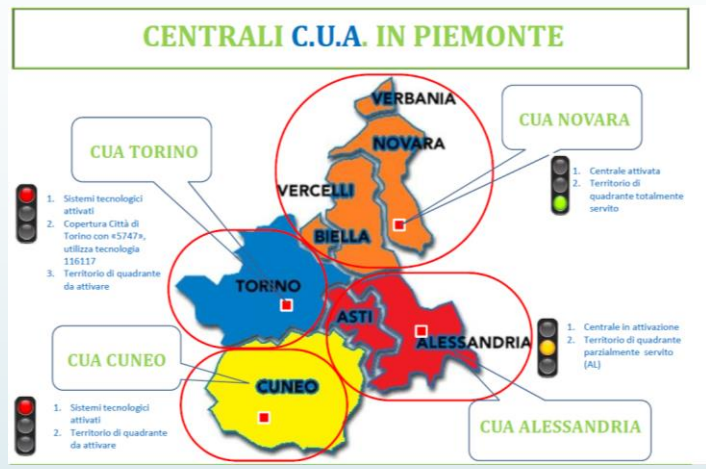 CENTRALI C.U.A. IN PIEMONTE
VERBANIA
NOVARA
CUA NOVARA
1. Centrale attivata
2. Territorio di
quadrante totalmente
servito
CUA TORINO
1. Sistemi tecnologici
attivati
2. Copertura Città di
Torino con «5747»,
utilizza tecnologia
116117
3. Territorio di quadrante
da attivare
VERCELLI
BIELLA
TORINO
ASTI
ALESSANDRIA
1. Centrale in attivazione
2. Territorio di quadrante
parzialmente servito
(AL)
CUA CUNEO
CUNEO
1. Sistemi tecnologici
attivati
2. Territorio di quadrante
da attivare
CUA ALESSANDRIA